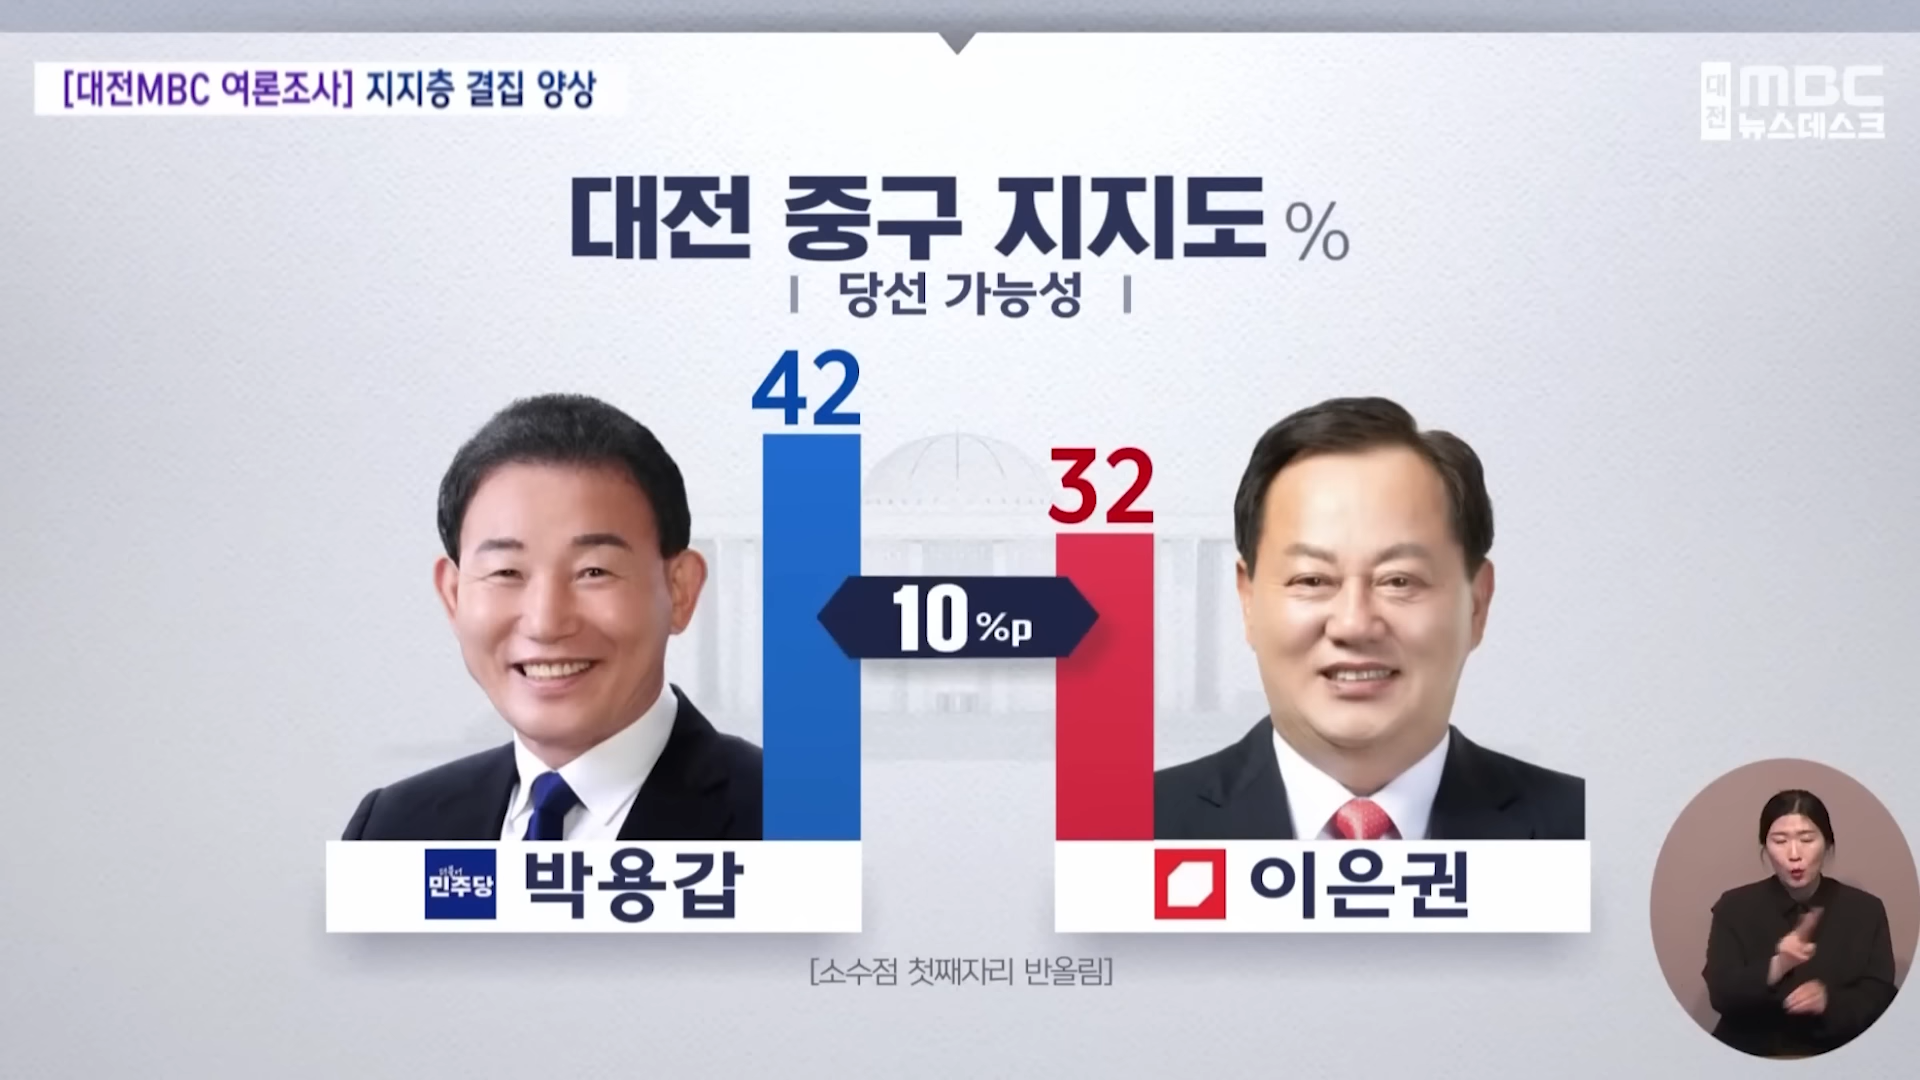 [대전MBC 여론조사] 지지층 결집 양상
대전 MBC
뉴스데스크
대전 중구 지지도 %
당선 가능성
42
32
10 %p
더불어
민주당 박용갑
이은권
[소수점 첫째자리 반올림]